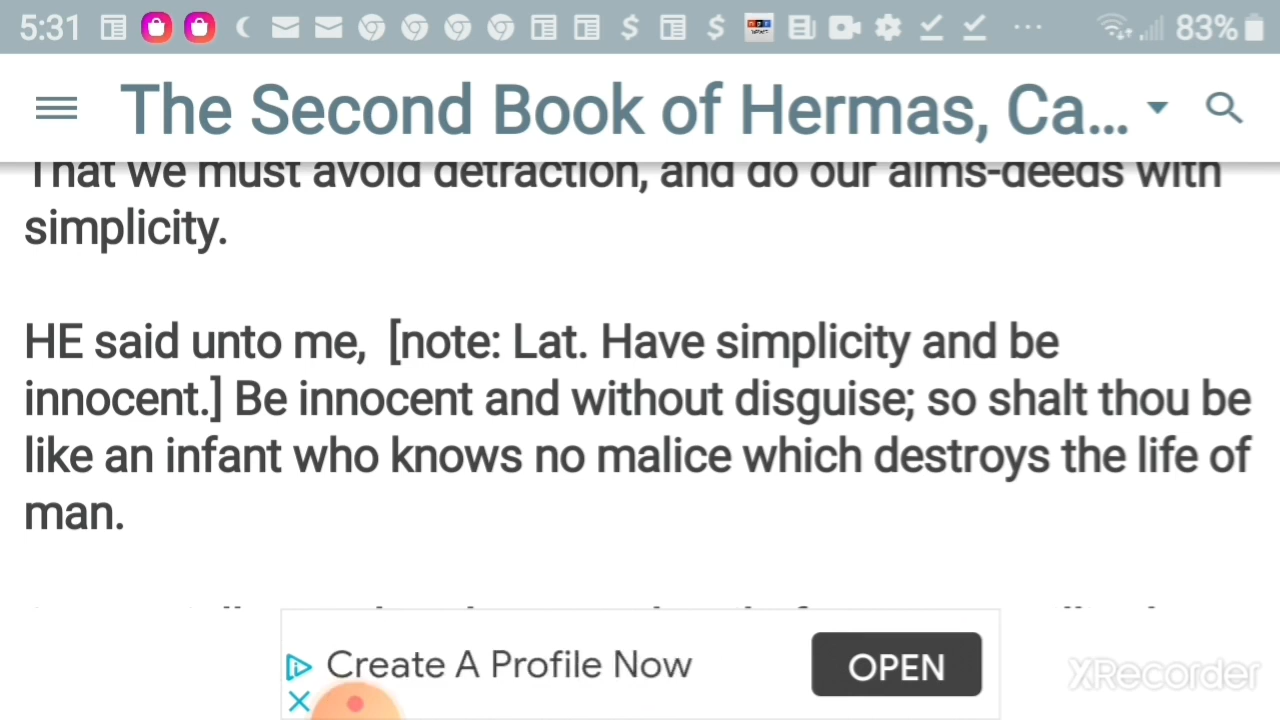 5:31
83%
The Second Book of Hermas, Ca...
That we must avoid detraction, and do our alms-deeds with
simplicity.
HE said unto me, [note: Lat. Have simplicity and be
innocent.] Be innocent and without disguise; so shalt thou be
like an infant who knows no malice which destroys the life of
man.
Create A Profile Now
OPEN
XRecorder